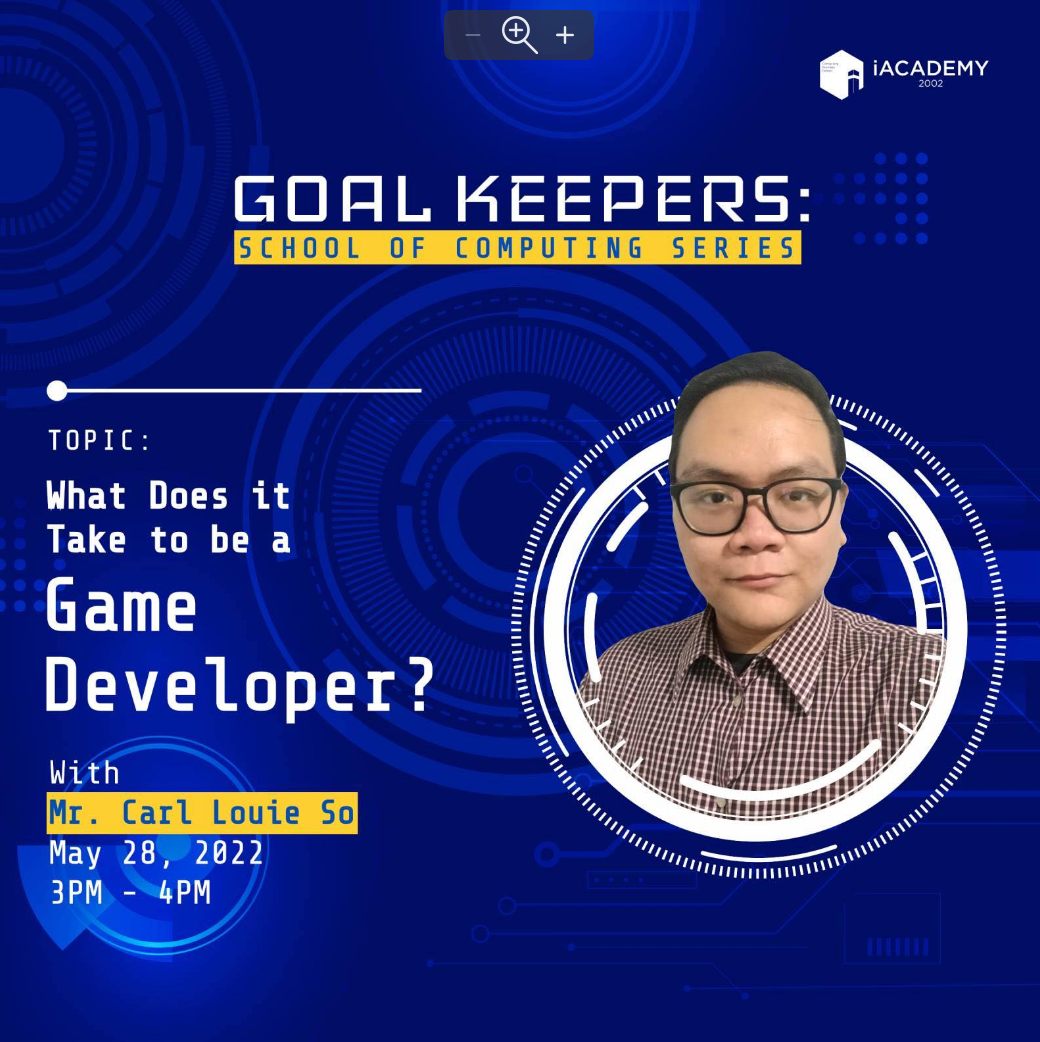 iACADEMY
2002
GOAL KEEPERS:
SCHOOL OF COMPUTING SERIES
TOPIC:
What Does it
Take to be a
Game
Developer?
With
Mr. Carl Louie So
May 28, 2022
3PM – 4PM